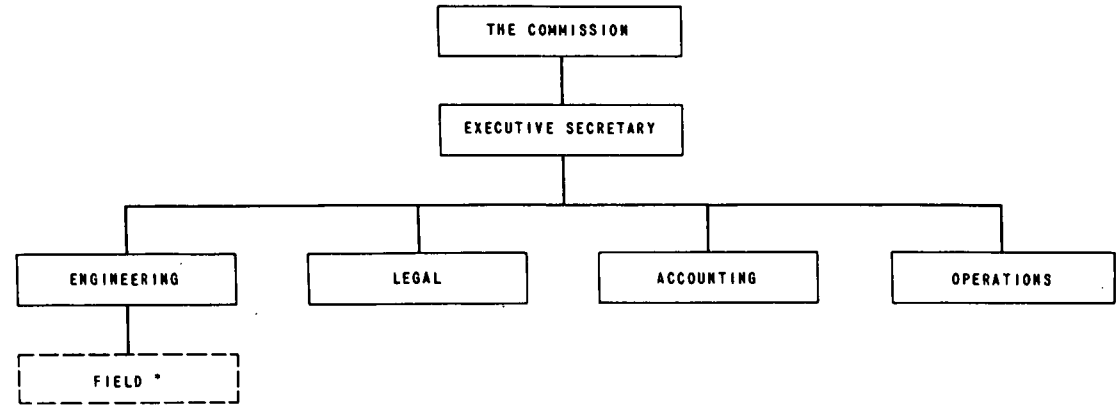 THE COMMISSION
EXECUTIVE SECRETARY
ENGINEERING
LEGAL
ACCOUNTING
OPERATIONS
FIELD *